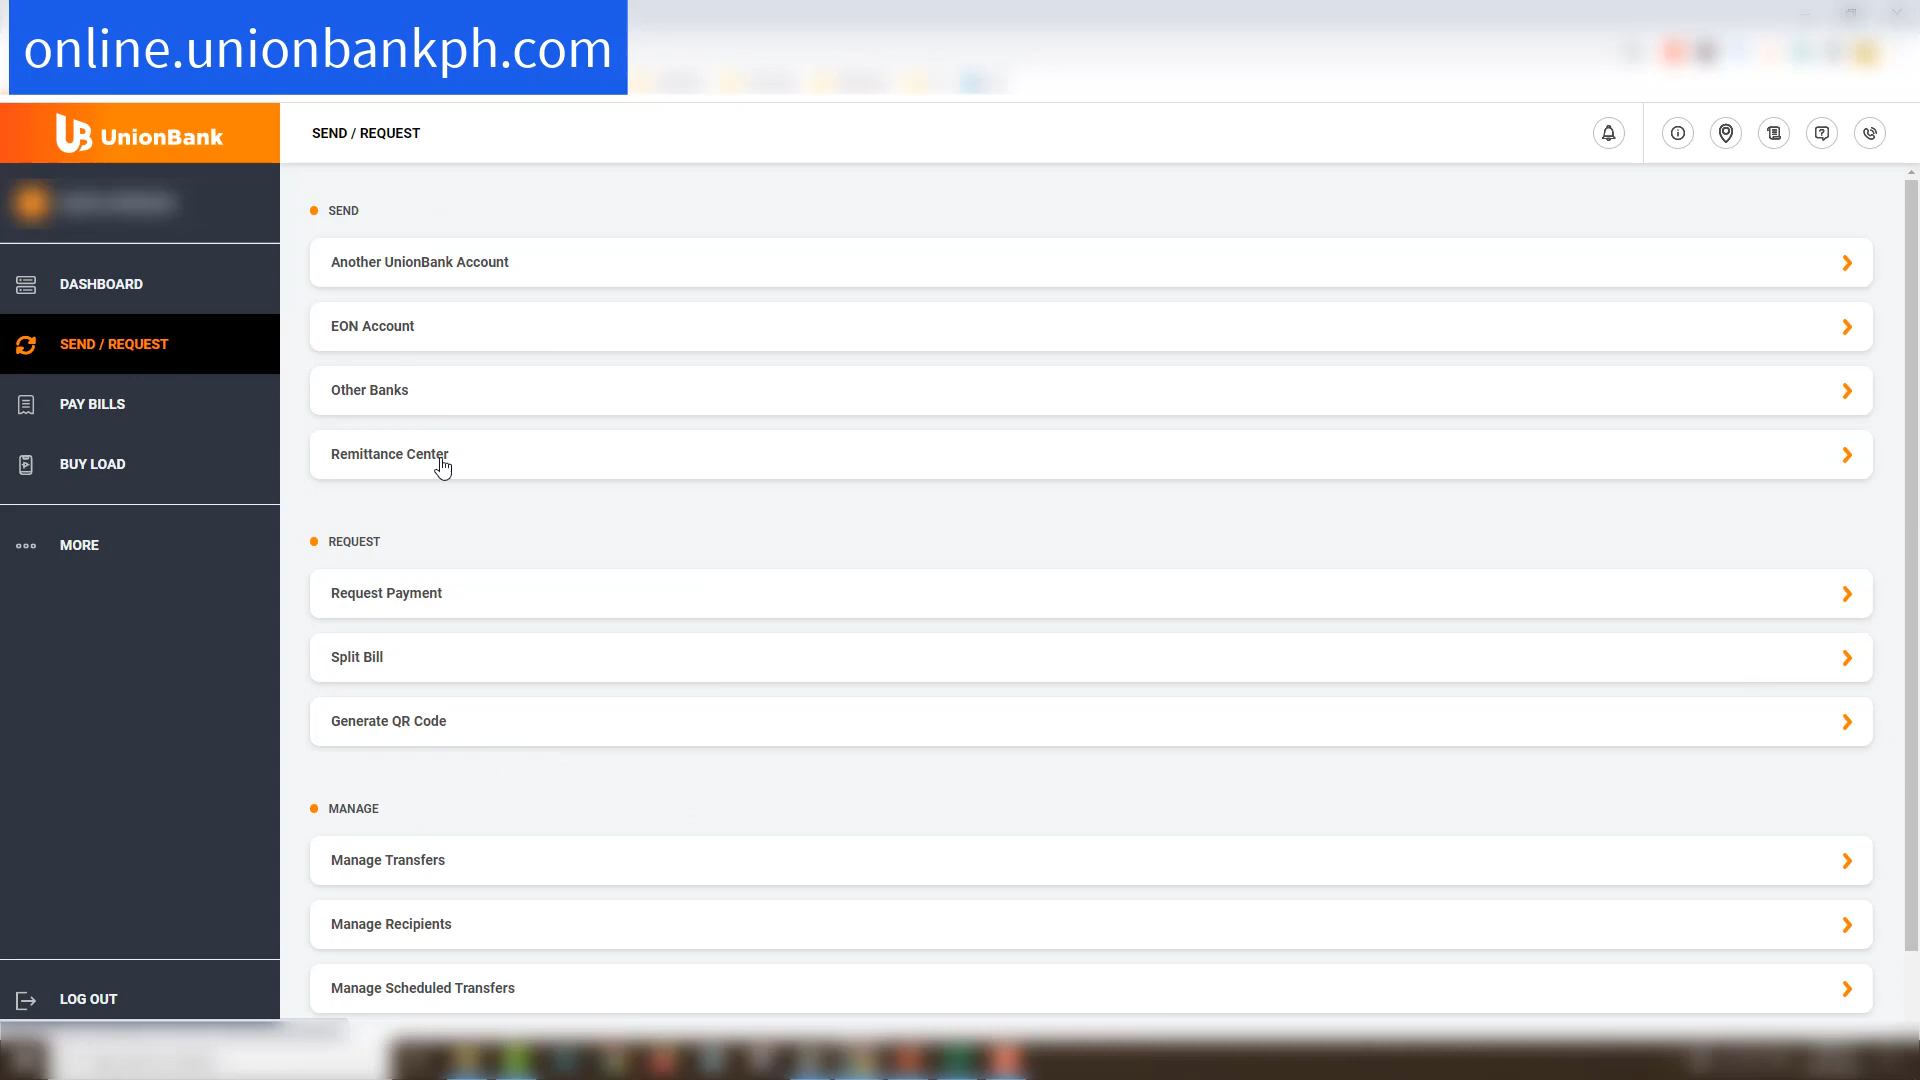 online.unionbankph.com
UnionBank
SEND / REQUEST
DASHBOARD
SEND / REQUEST
PAY BILLS
BUY LOAD
MORE
LOG OUT
SEND
Another UnionBank Account
EON Account
Other Banks
Remittance Center
REQUEST
Request Payment
Split Bill
Generate QR Code
MANAGE
Manage Transfers
Manage Recipients
Manage Scheduled Transfers